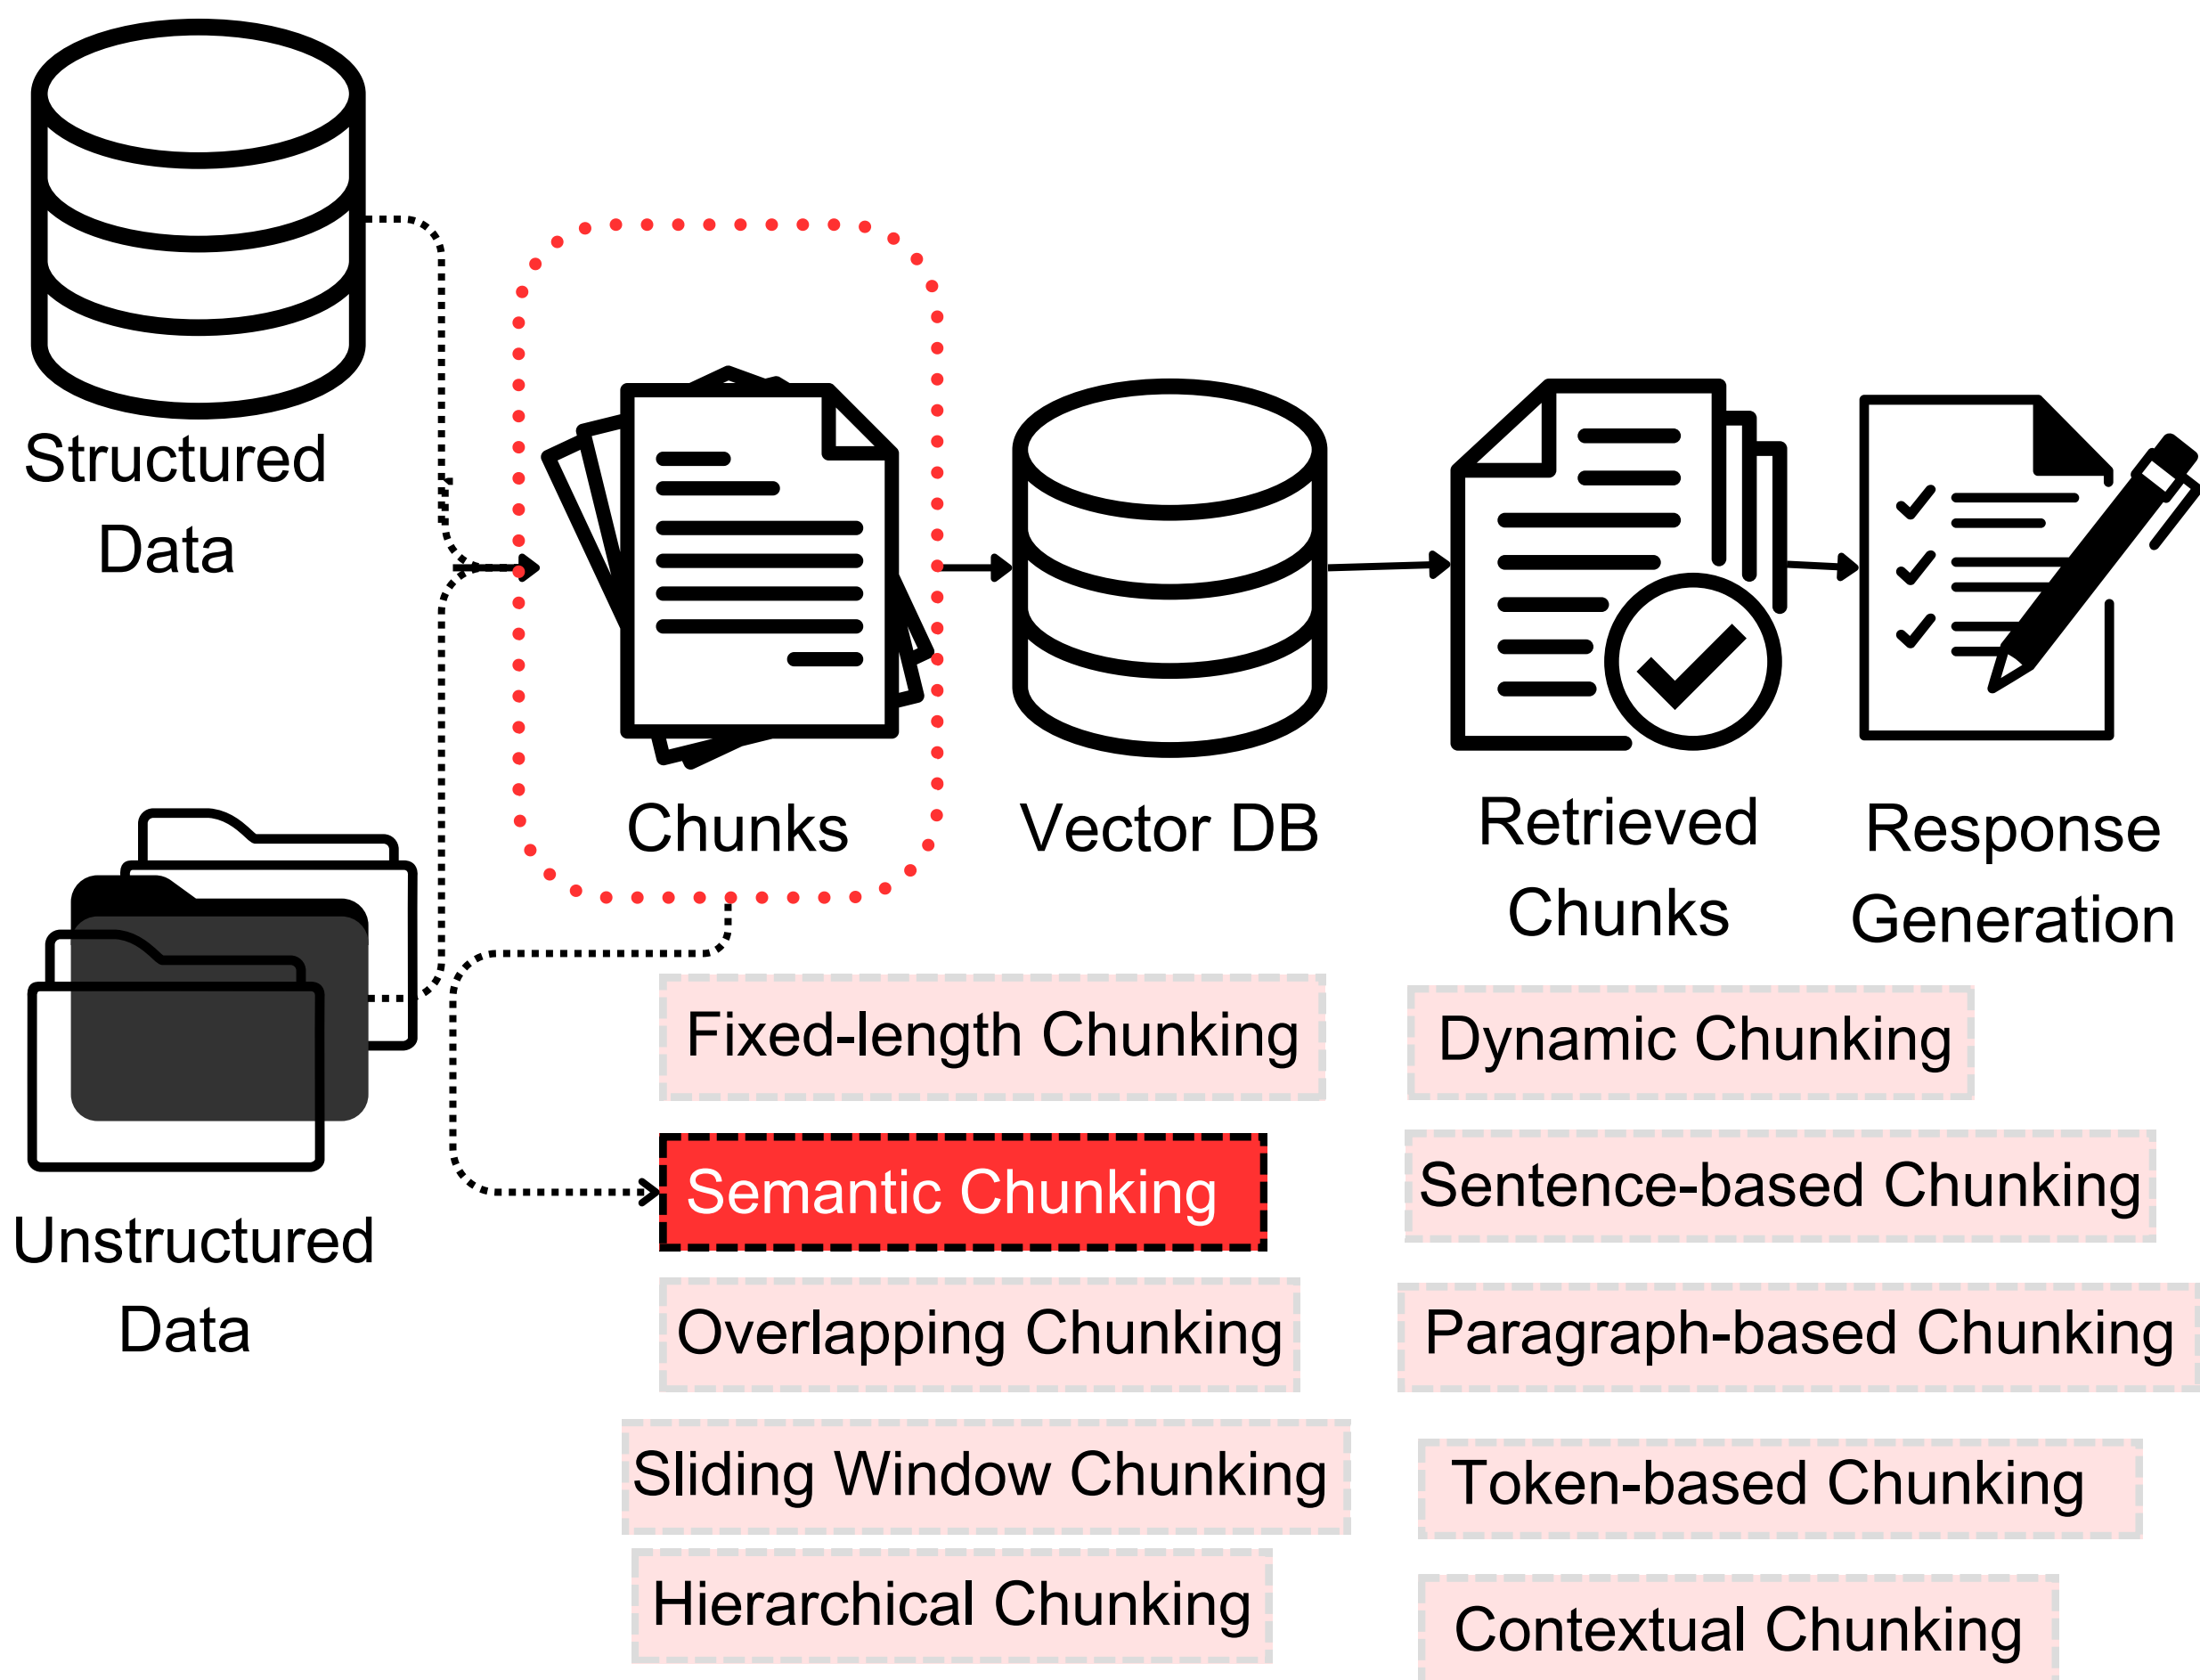 Structured
Data
Unstructured
Data
Chunks
Vector DB
Retrieved
Chunks
Response
Generation
Fixed-length Chunking
Semantic Chunking
Overlapping Chunking
Sliding Window Chunking
Hierarchical Chunking
Dynamic Chunking
Sentence-based Chunking
Paragraph-based Chunking
Token-based Chunking
Contextual Chunking